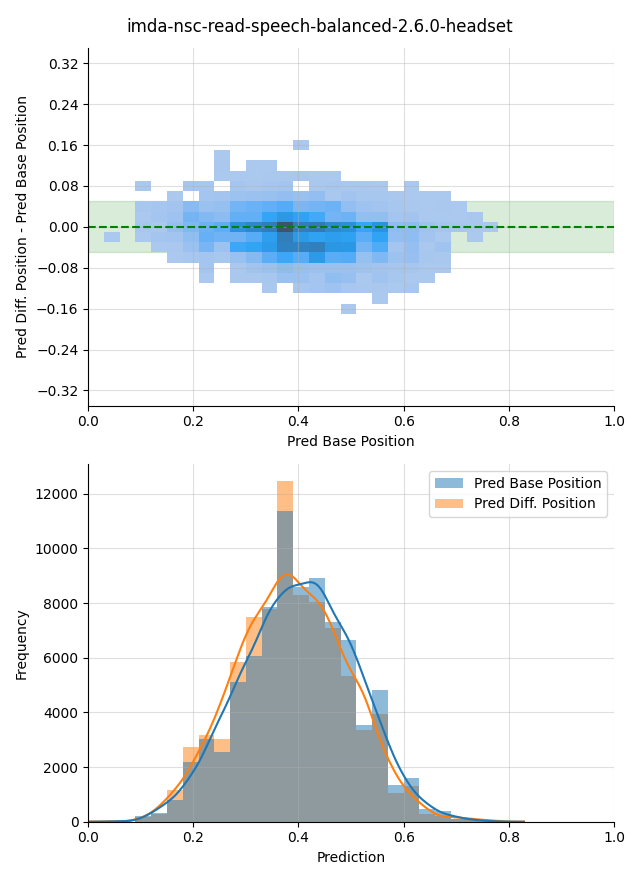 imda-nsc-read-speech-balanced-2.6.0-headset
Pred Diff. Position - Pred Base Position
0.32
0.24
0.16
0.08
0.00
−0.08
−0.16
−0.24
−0.32
0.0 0.2 0.4 0.6 0.8 1.0
Pred Base Position
Frequency
12000
10000
8000
6000
4000
2000
0
Pred Base Position
Pred Diff. Position
0.0 0.2 0.4 0.6 0.8 1.0
Prediction